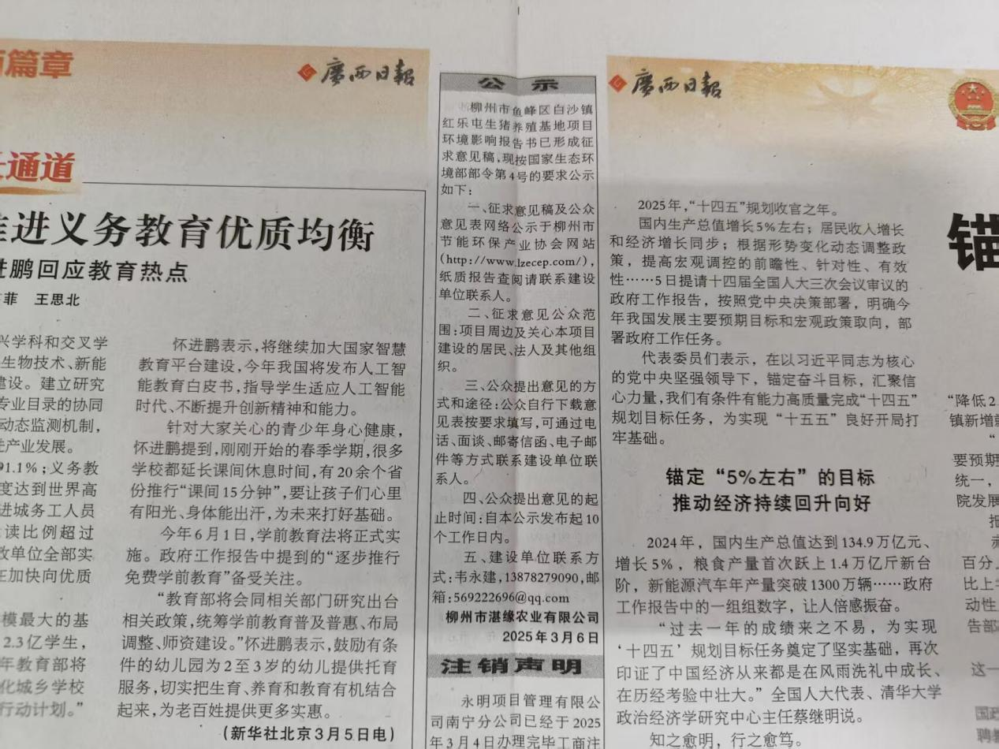 篇章
廣西日報
通道
进义务教育优质均衡
进鹏回应教育热点
菲 王思北
兴学科和交叉学
生物技术、新能
建设。建立研究
专业目录的协同
动态监测机制，
产业发展。
91.1%；义务教
度达到世界高
进城务工人员
读比例超过
政单位全部实
正加快向优质
模最大的基
2.3亿学生，
年教育部将
化城乡学校
行动计划。”
怀进鹏表示，将继续加大国家智慧
教育平台建设，今年我国将发布人工智
能教育白皮书，指导学生适应人工智能
时代、不断提升创新精神和能力。
针对大家关心的青少年身心健康，
怀进鹏提到，刚刚开始的春季学期，很多
学校都延长课间休息时间，有20余个省
份推行“课间15分钟”，要让孩子们心里
有阳光、身体能出汗，为未来打好基础。
今年6月1日，学前教育法将正式实
施。政府工作报告中提到的“逐步推行
免费学前教育”备受关注。
“教育部将会同相关部门研究出台
相关政策，统筹学前教育普及普惠、布局
调整、师资建设。”怀进鹏表示，鼓励有条
件的幼儿园为2至3岁的幼儿提供托育
服务，切实把生育、养育和教育有机结合
起来，为老百姓提供更多实惠。
（新华社北京3月5日电）
公示
柳州市鱼峰区白沙镇
红乐屯生猪养殖基地项目
环境影响报告书已形成征
求意见稿，现按国家生态环
境部部令第4号的要求公示
如下：
一、征求意见稿及公众
意见表网络公示于柳州市
节能环保产业协会网站
（http://www.lzecep.com/），
纸质报告查阅请联系建设
单位联系人。
二、征求意见公众范
围：项目周边及关心本项目
建设的居民、法人及其他组
织。
三、公众提出意见的方
式和途径：公众自行下载意
见表按要求填写，可通过电
话、面谈、邮寄信函、电子邮
件等方式联系建设单位联
系人。
四、公众提出意见的起
止时间：自本公示发布起10
个工作日内。
五、建设单位联系方
式：韦永建，13878279090，邮
箱：569222696@qq.com
柳州市湛缘农业有限公司
2025年3月6日
注销声明
永明项目管理有限公
司南宁分公司已经于2025
年3月4日办理完毕工商注
廣西日報
2025年，“十四五”规划收官之年。
国内生产总值增长5%左右；居民收入增长
和经济增长同步；根据形势变化动态调整政
策，提高宏观调控的前瞻性、针对性、有效
性……5日提请十四届全国人大三次会议审议的
政府工作报告，按照党中央决策部署，明确今
年我国发展主要预期目标和宏观政策取向，部
署政府工作任务。
代表委员们表示，在以习近平同志为核心
的党中央坚强领导下，锚定奋斗目标，汇聚信
心力量，我们有条件有能力高质量完成“十四五”
规划目标任务，为实现“十五五”良好开局打
牢基础。
锚定“5%左右”的目标
推动经济持续回升向好
2024年，国内生产总值达到134.9万亿元、
增长5%，粮食产量首次跃上1.4万亿斤新台
阶，新能源汽车年产量突破1300万辆……政府
工作报告中的一组组数字，让人倍感振奋。
“过去一年的成绩来之不易，为实现
‘十四五’规划目标任务奠定了坚实基础，再次
印证了中国经济从来都是在风雨洗礼中成长、
在历经考验中壮大。”全国人大代表、清华大学
政治经济学研究中心主任蔡继明说。
知之愈明，行之愈笃。
锚
“降低2
镇新增
“
要预期
统一，
院发展
报
百分
比上
动性
告部
这一
国政
聘